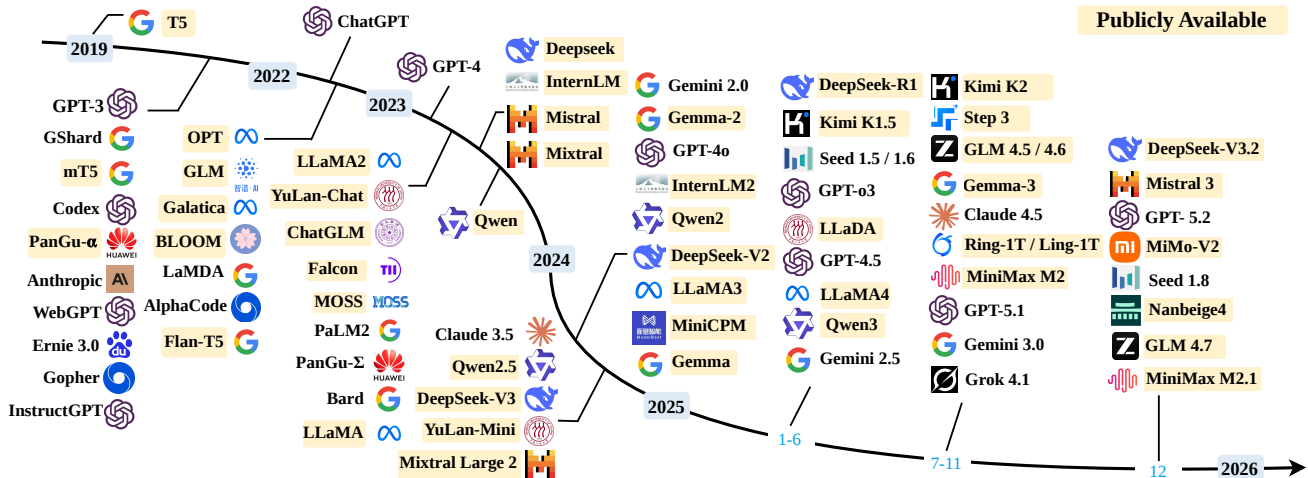 Publicly Available
2019
T5
GPT-3
GShard
mT5
Codex
PanGu-α
HUAWEI
Anthropic
WebGPT
Ernie 3.0
du
Gopher
InstructGPT
2022
ChatGPT
OPT
GLM
智谱·AI
Galatica
BLOOM
LaMDA
AlphaCode
Flan-T5
2023
GPT-4
LLaMA2
YuLan-Chat
ChatGLM
Falcon
TII
MOSS
MOSS
PaLM2
PanGu-Σ
HUAWEI
Bard
LLaMA
Deepseek
InternLM
Mistral
Mixtral
Qwen
2024
Claude 3.5
Qwen2.5
DeepSeek-V3
YuLan-Mini
Mixtral Large 2
Gemini 2.0
Gemma-2
GPT-4o
InternLM2
Qwen2
DeepSeek-V2
LLaMA3
MiniCPM
Gemma
2025
DeepSeek-R1
Kimi K1.5
Seed 1.5 / 1.6
GPT-o3
LLaDA
GPT-4.5
LLaMA4
Qwen3
Gemini 2.5
1-6
Kimi K2
Step 3
GLM 4.5 / 4.6
Gemma-3
Claude 4.5
Ring-1T / Ling-1T
MiniMax M2
GPT-5.1
Gemini 3.0
Grok 4.1
7-11
DeepSeek-V3.2
Mistral 3
GPT- 5.2
MiMo-V2
Seed 1.8
Nanbeige4
GLM 4.7
MiniMax M2.1
12
2026